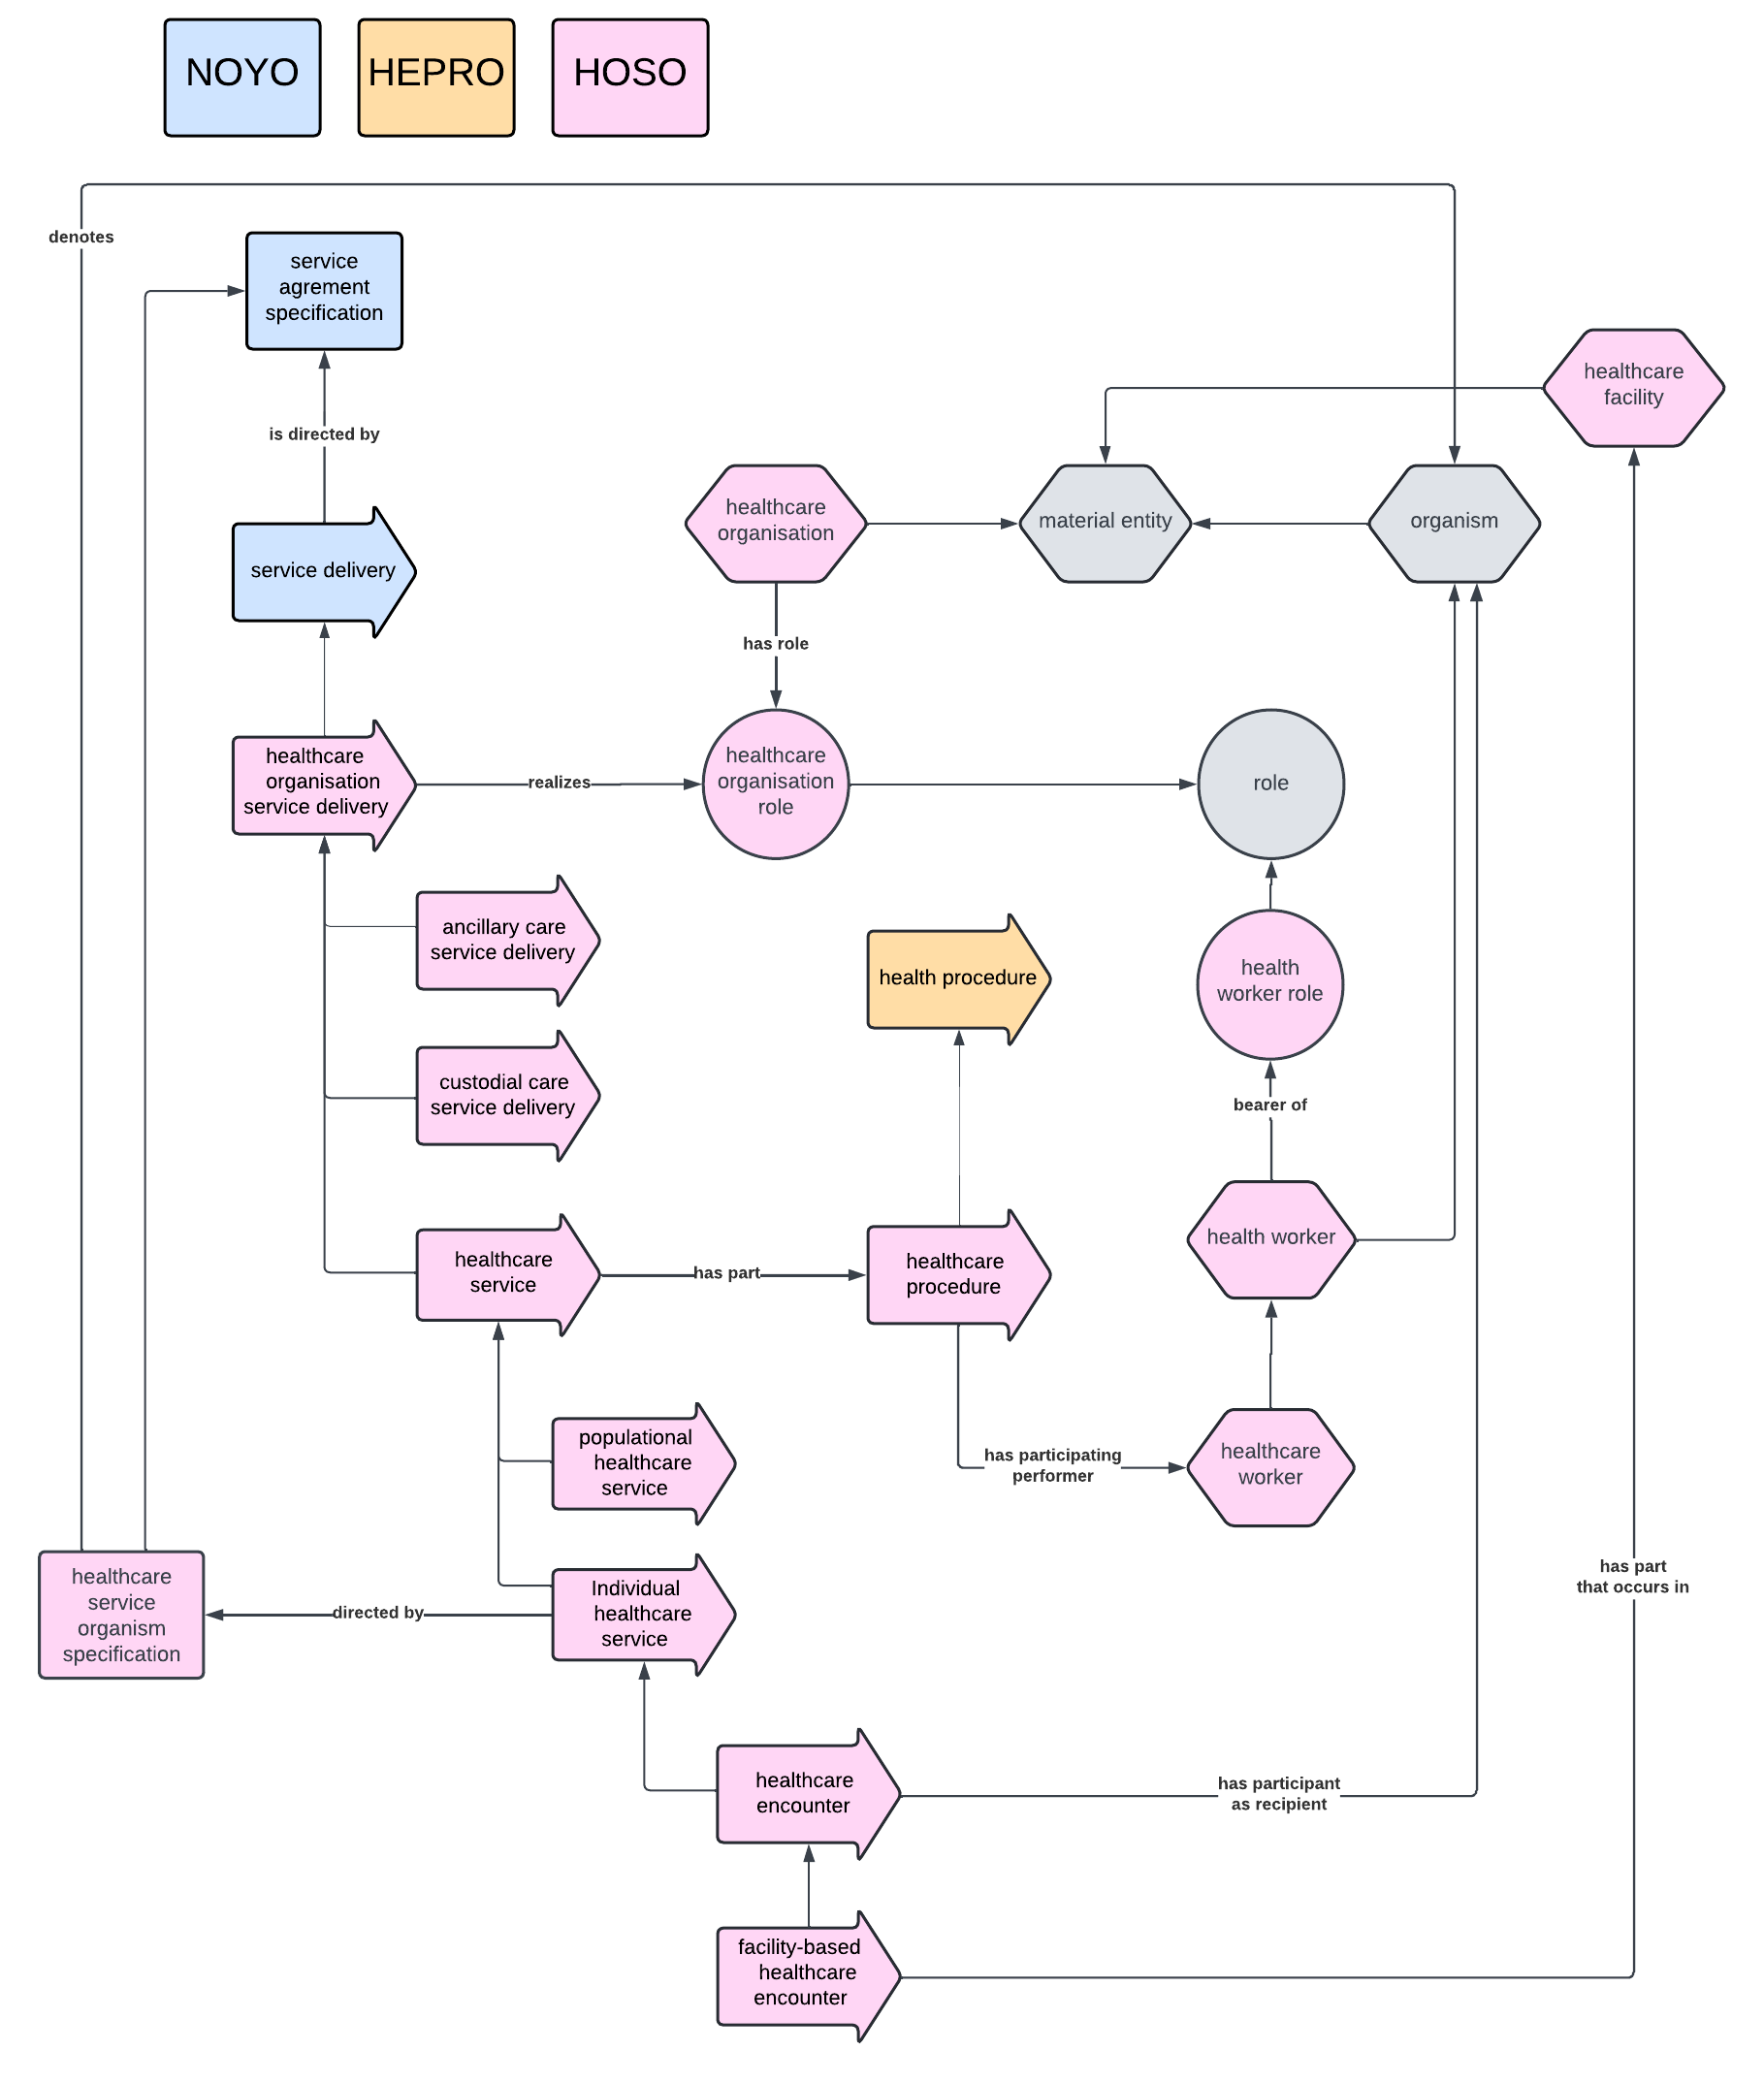 NOYO
HEPRO
HOSO
denotes
service
agrement
specification
healthcare
facility
is directed by
healthcare
organisation
material entity
organism
service delivery
has role
healthcare
organisation
service delivery
realizes
healthcare
organisation
role
role
ancillary care
service delivery
health procedure
health
worker role
custodial care
service delivery
bearer of
health worker
healthcare
service
has part
healthcare
procedure
populational
healthcare
service
has participating
performer
healthcare
worker
has part
that occurs in
healthcare
service
organism
specification
directed by
Individual
healthcare
service
healthcare
encounter
has participant
as recipient
facility-based
healthcare
encounter